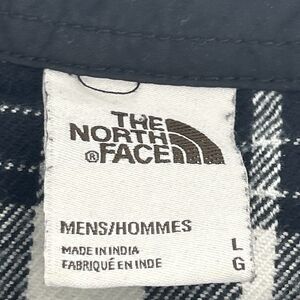 THE
NORTH
® FACE
MENS/HOMMES
MADE IN INDIA L
FABRIQUÉ EN INDE G